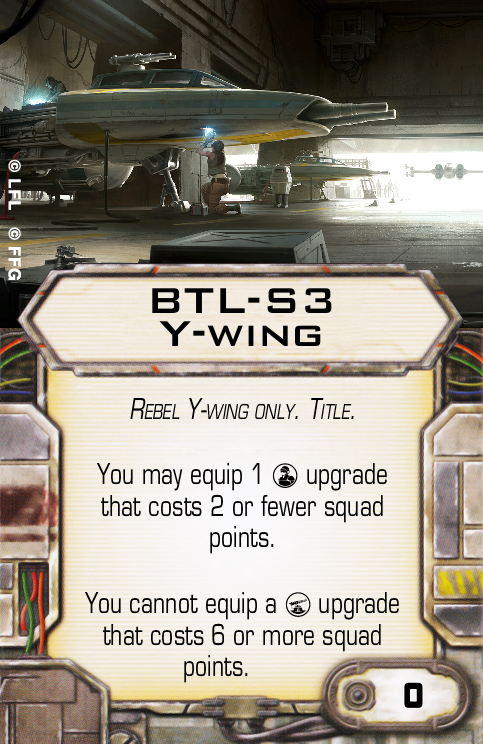 © LFL © FFG
BTL-S3
Y-WING
REBEL Y-WING ONLY. TITLE.
You may equip 1 upgrade
that costs 2 or fewer squad
points.
You cannot equip a upgrade
that costs 6 or more squad
points.
0